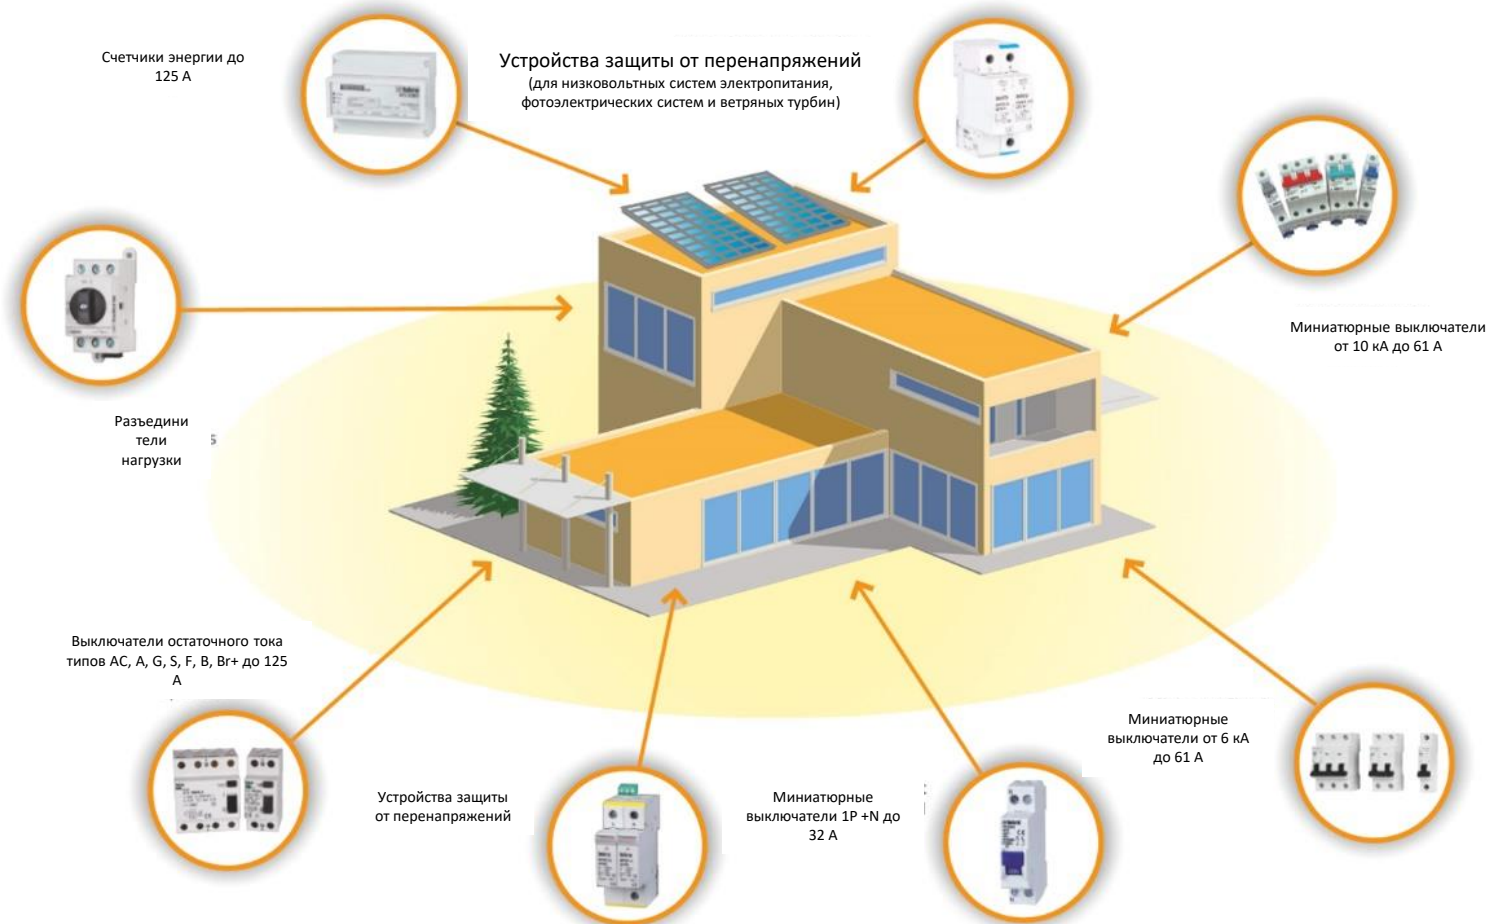 Счетчики энергии до
125 А
Устройства защиты от перенапряжений
(для низковольтных систем электропитания,
фотоэлектрических систем и ветряных турбин)
Миниатюрные выключатели
от 10 кА до 61 А
Разъедини
тели
нагрузки
Выключатели остаточного тока
типов AC, A, G, S, F, B, Br+ до 125
А
Миниатюрные
выключатели от 6 кА
до 61 А
Устройства защиты
от перенапряжений
Миниатюрные
выключатели 1P +N до
32 А